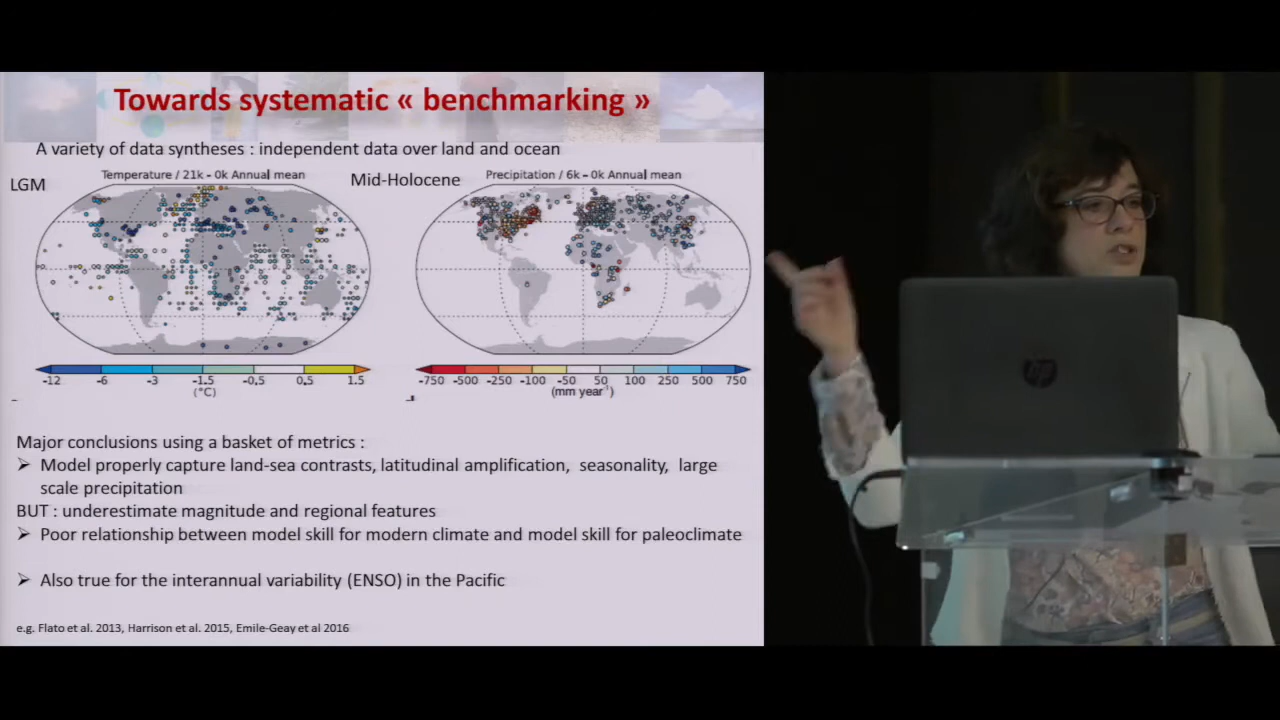 Towards systematic « benchmarking »
A variety of data syntheses : independent data over land and ocean
LGM
Temperature / 21k – 0k Annual mean
-12 -6 -3 -1.5 -0.5 0.5 1.5
(°C)
Mid-Holocene
Precipitation / 6k – 0k Annual mean
-750 -500 -250 -100 -50 50 100 250 500 750
(mm year⁻¹)
Major conclusions using a basket of metrics :
➢ Model properly capture land-sea contrasts, latitudinal amplification, seasonality, large
scale precipitation
BUT : underestimate magnitude and regional features
➢ Poor relationship between model skill for modern climate and model skill for paleoclimate
➢ Also true for the interannual variability (ENSO) in the Pacific
e.g. Flato et al. 2013, Harrison et al. 2015, Emile-Geay et al 2016
hp